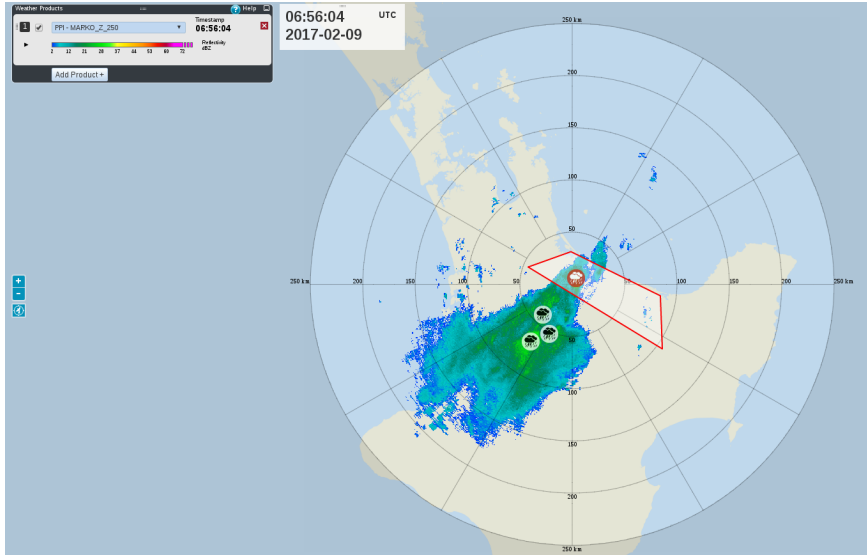 Weather Products
Help
1
PPI - MARKO_Z_250
Timestamp
06:56:04
Reflectivity
dBZ
2 12 21 28 37 44 53 60 72
Add Product +
06:56:04 UTC
2017-02-09
250 km
200
150
100
50
250 km 200 150 100 50 50 100 150 200 250 km
50
100
150
200
250 km
+
−